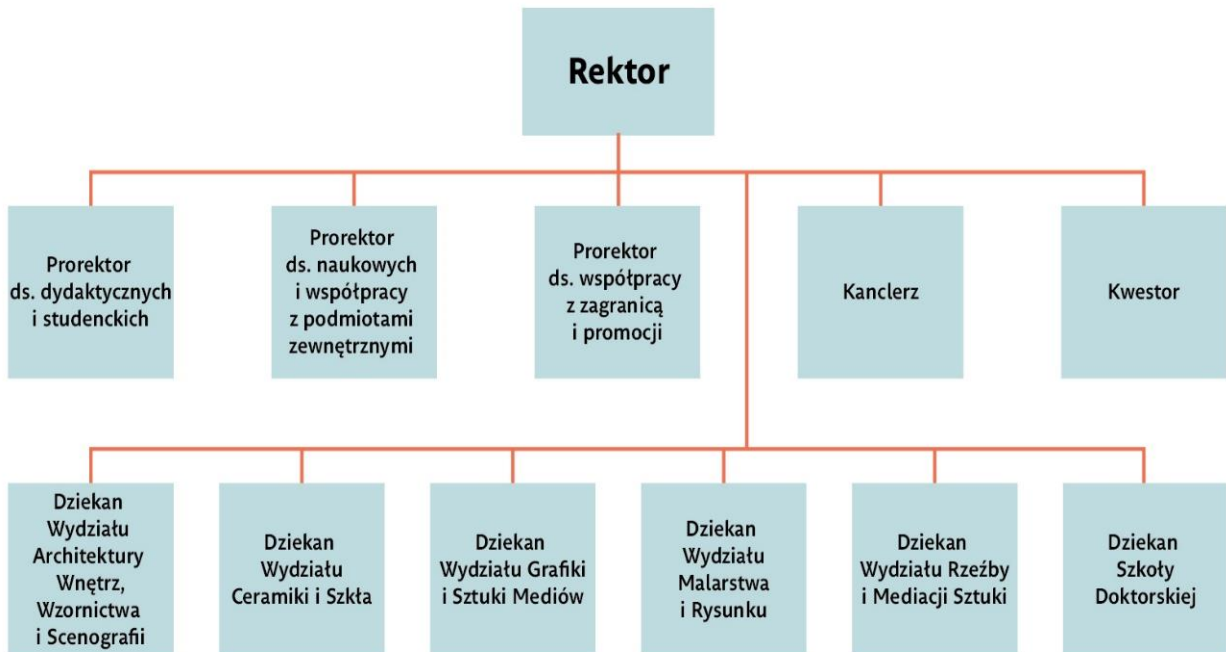 Rektor
Prorektor
ds. dydaktycznych
i studenckich
Prorektor
ds. naukowych
i współpracy
z podmiotami
zewnętrznymi
Prorektor
ds. współpracy
z zagranicą
i promocji
Kanclerz
Kwestor
Dziekan
Wydziału
Architektury
Wnętrz,
Wzornictwa
i Scenografii
Dziekan
Wydziału
Ceramiki i Szkła
Dziekan
Wydziału Grafiki
i Sztuki Mediów
Dziekan
Wydziału
Malarstwa
i Rysunku
Dziekan
Wydziału Rzeźby
i Mediacji Sztuki
Dziekan
Szkoły
Doktorskiej